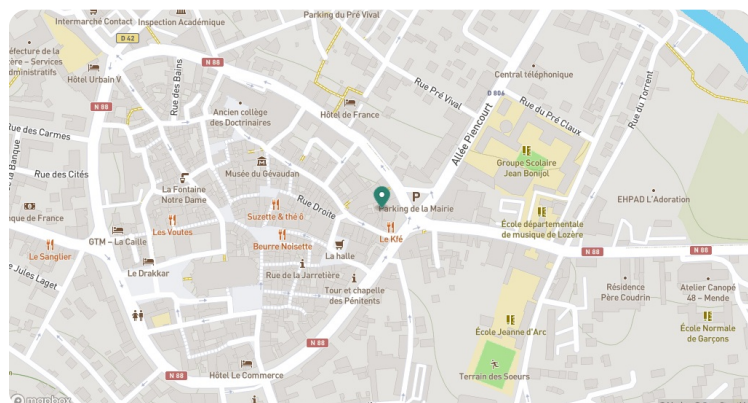 Intermarché Contact
Inspection Académique
Parking du Pré Vival
D 42
N 88
Services
Hôtel Urbain V
Rue des Bains
Central téléphonique
D 806
Rue Pré Vival
Rue du Pré Claux
Rue du Torrent
Allée Piencourt
Ancien collège
des Doctrinaires
Hôtel de France
Rue des Carmes
Groupe Scolaire
Jean Bonijol
Musée du Gévaudan
Rue des Cités
La Fontaine
Notre Dame
Rue Droite
P
Parking de la Mairie
EHPAD L'Adoration
Suzette & thé ô
École départementale
de musique de Lozère
Les Voutes
Le Kfé
Beurre Noisette
GTM – La Caille
La halle
Le Sanglier
N 88
N 88
Le Drakkar
Rue de la Jarretière
Tour et chapelle
des Pénitents
Jules Laget
Résidence
Père Coudrin
Atelier Canopé
48 – Mende
École Jeanne d'Arc
École Normale
de Garçons
N 88
N 88
Hôtel Le Commerce
Terrain des Soeurs
mapbox